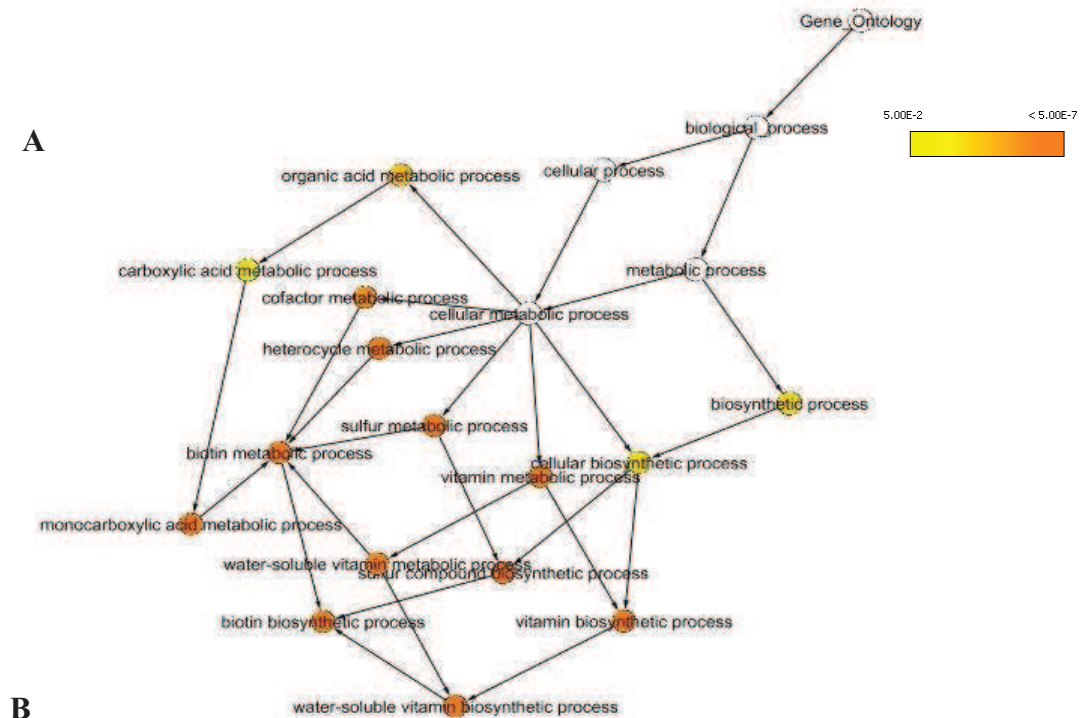 Gene_Ontology
5.00E-2
< 5.00E-7
biological_process
A
cellular process
organic acid metabolic process
carboxylic acid metabolic process
metabolic process
cofactor metabolic process
cellular metabolic process
heterocycle metabolic process
biosynthetic process
sulfur metabolic process
biotin metabolic process
cellular biosynthetic process
vitamin metabolic process
monocarboxylic acid metabolic process
water-soluble vitamin metabolic process
sulfur compound biosynthetic process
biotin biosynthetic process
vitamin biosynthetic process
B
water-soluble vitamin biosynthetic process